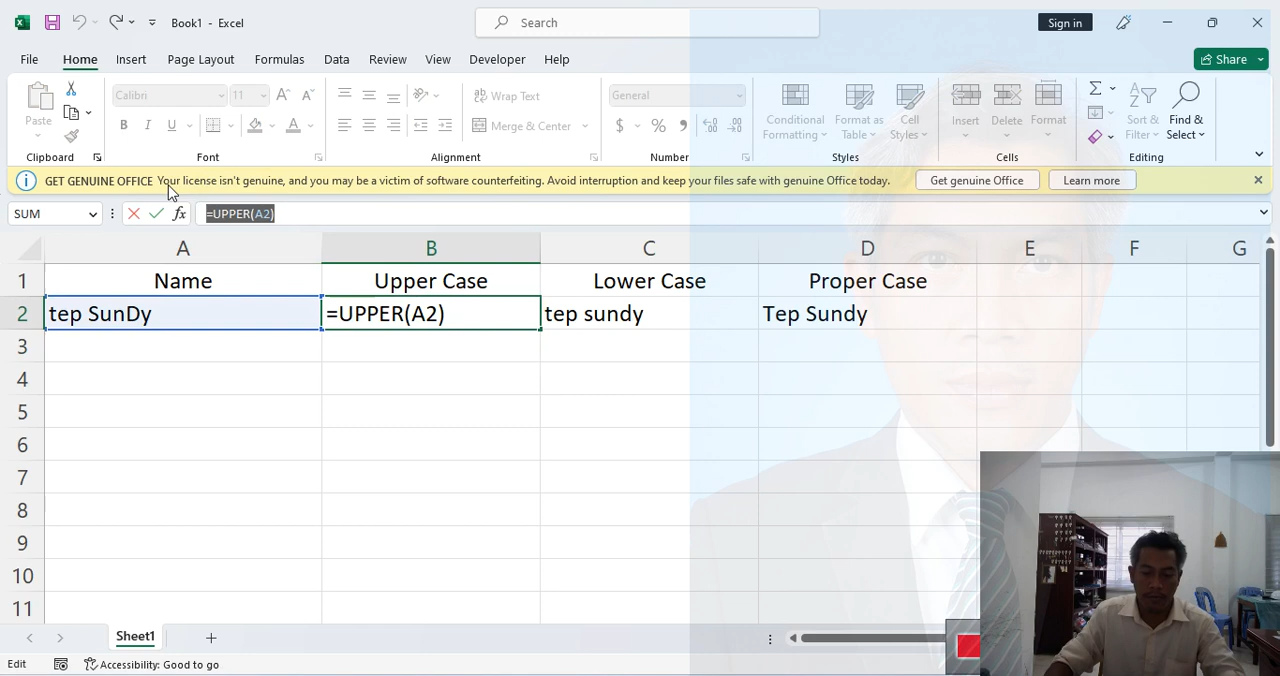 Book1 - Excel
Search
Sign in
File Home Insert Page Layout Formulas Data Review View Developer Help
Share
Paste
Calibri 11
Wrap Text
General
Conditional Formatting
Format as Table
Cell Styles
Insert Delete Format
Sort & Filter
Find & Select
B I U
Merge & Center
$ %
Clipboard Font Alignment Number Styles Cells Editing
GET GENUINE OFFICE Your license isn't genuine, and you may be a victim of software counterfeiting. Avoid interruption and keep your files safe with genuine Office today. Get genuine Office Learn more
SUM fx =UPPER(A2)
A B C D E F G
1 Name Upper Case Lower Case Proper Case
2 tep SunDy =UPPER(A2) tep sundy Tep Sundy
3
4
5
6
7
8
9
10
11
Sheet1
Edit Accessibility: Good to go